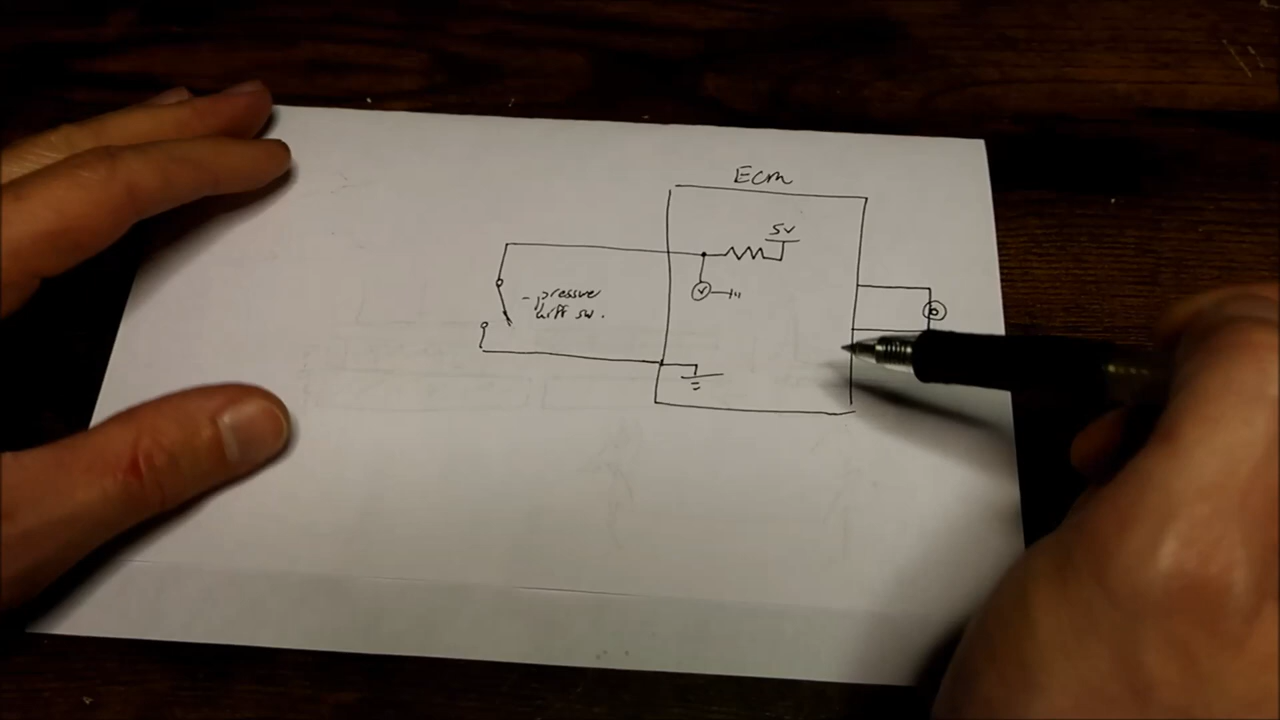 Ecm
5V
V
- pressure
diff sw.